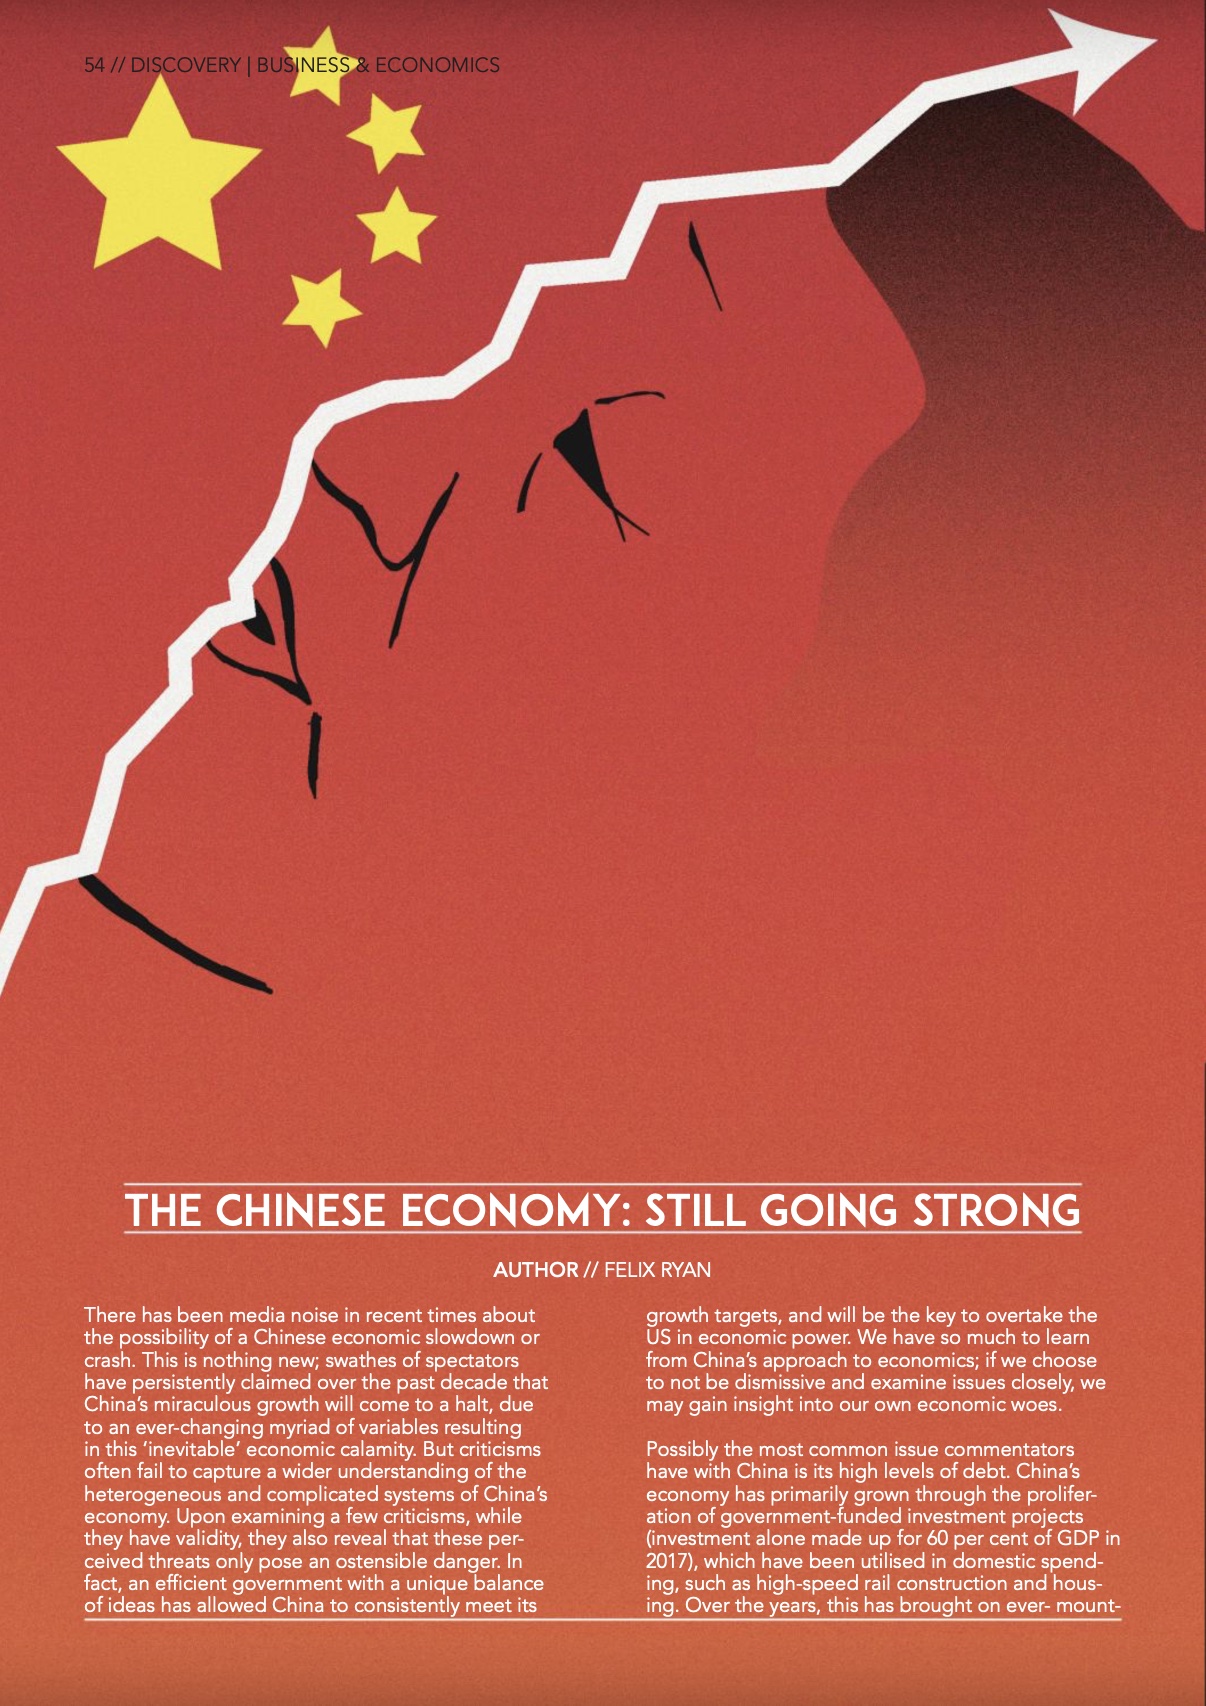 54 // DISCOVERY | BUSINESS & ECONOMICS
THE CHINESE ECONOMY: STILL GOING STRONG
AUTHOR // FELIX RYAN
There has been media noise in recent times about
the possibility of a Chinese economic slowdown or
crash. This is nothing new; swathes of spectators
have persistently claimed over the past decade that
China’s miraculous growth will come to a halt, due
to an ever-changing myriad of variables resulting
in this ‘inevitable’ economic calamity. But criticisms
often fail to capture a wider understanding of the
heterogeneous and complicated systems of China’s
economy. Upon examining a few criticisms, while
they have validity, they also reveal that these per-
ceived threats only pose an ostensible danger. In
fact, an efficient government with a unique balance
of ideas has allowed China to consistently meet its
growth targets, and will be the key to overtake the
US in economic power. We have so much to learn
from China’s approach to economics; if we choose
to not be dismissive and examine issues closely, we
may gain insight into our own economic woes.
Possibly the most common issue commentators
have with China is its high levels of debt. China’s
economy has primarily grown through the prolifer-
ation of government-funded investment projects
(investment alone made up for 60 per cent of GDP in
2017), which have been utilised in domestic spend-
ing, such as high-speed rail construction and hous-
ing. Over the years, this has brought on ever- mount-